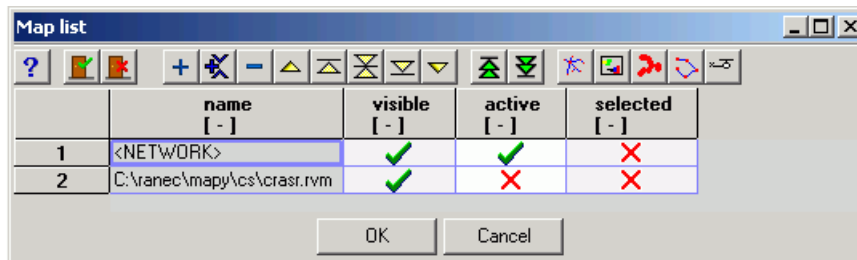 Map list
?
name visible active selected
[ - ] [ - ] [ - ] [ - ]
1 <NETWORK>
2 C:\ranec\mapy\cs\crasr.rvm
OK Cancel